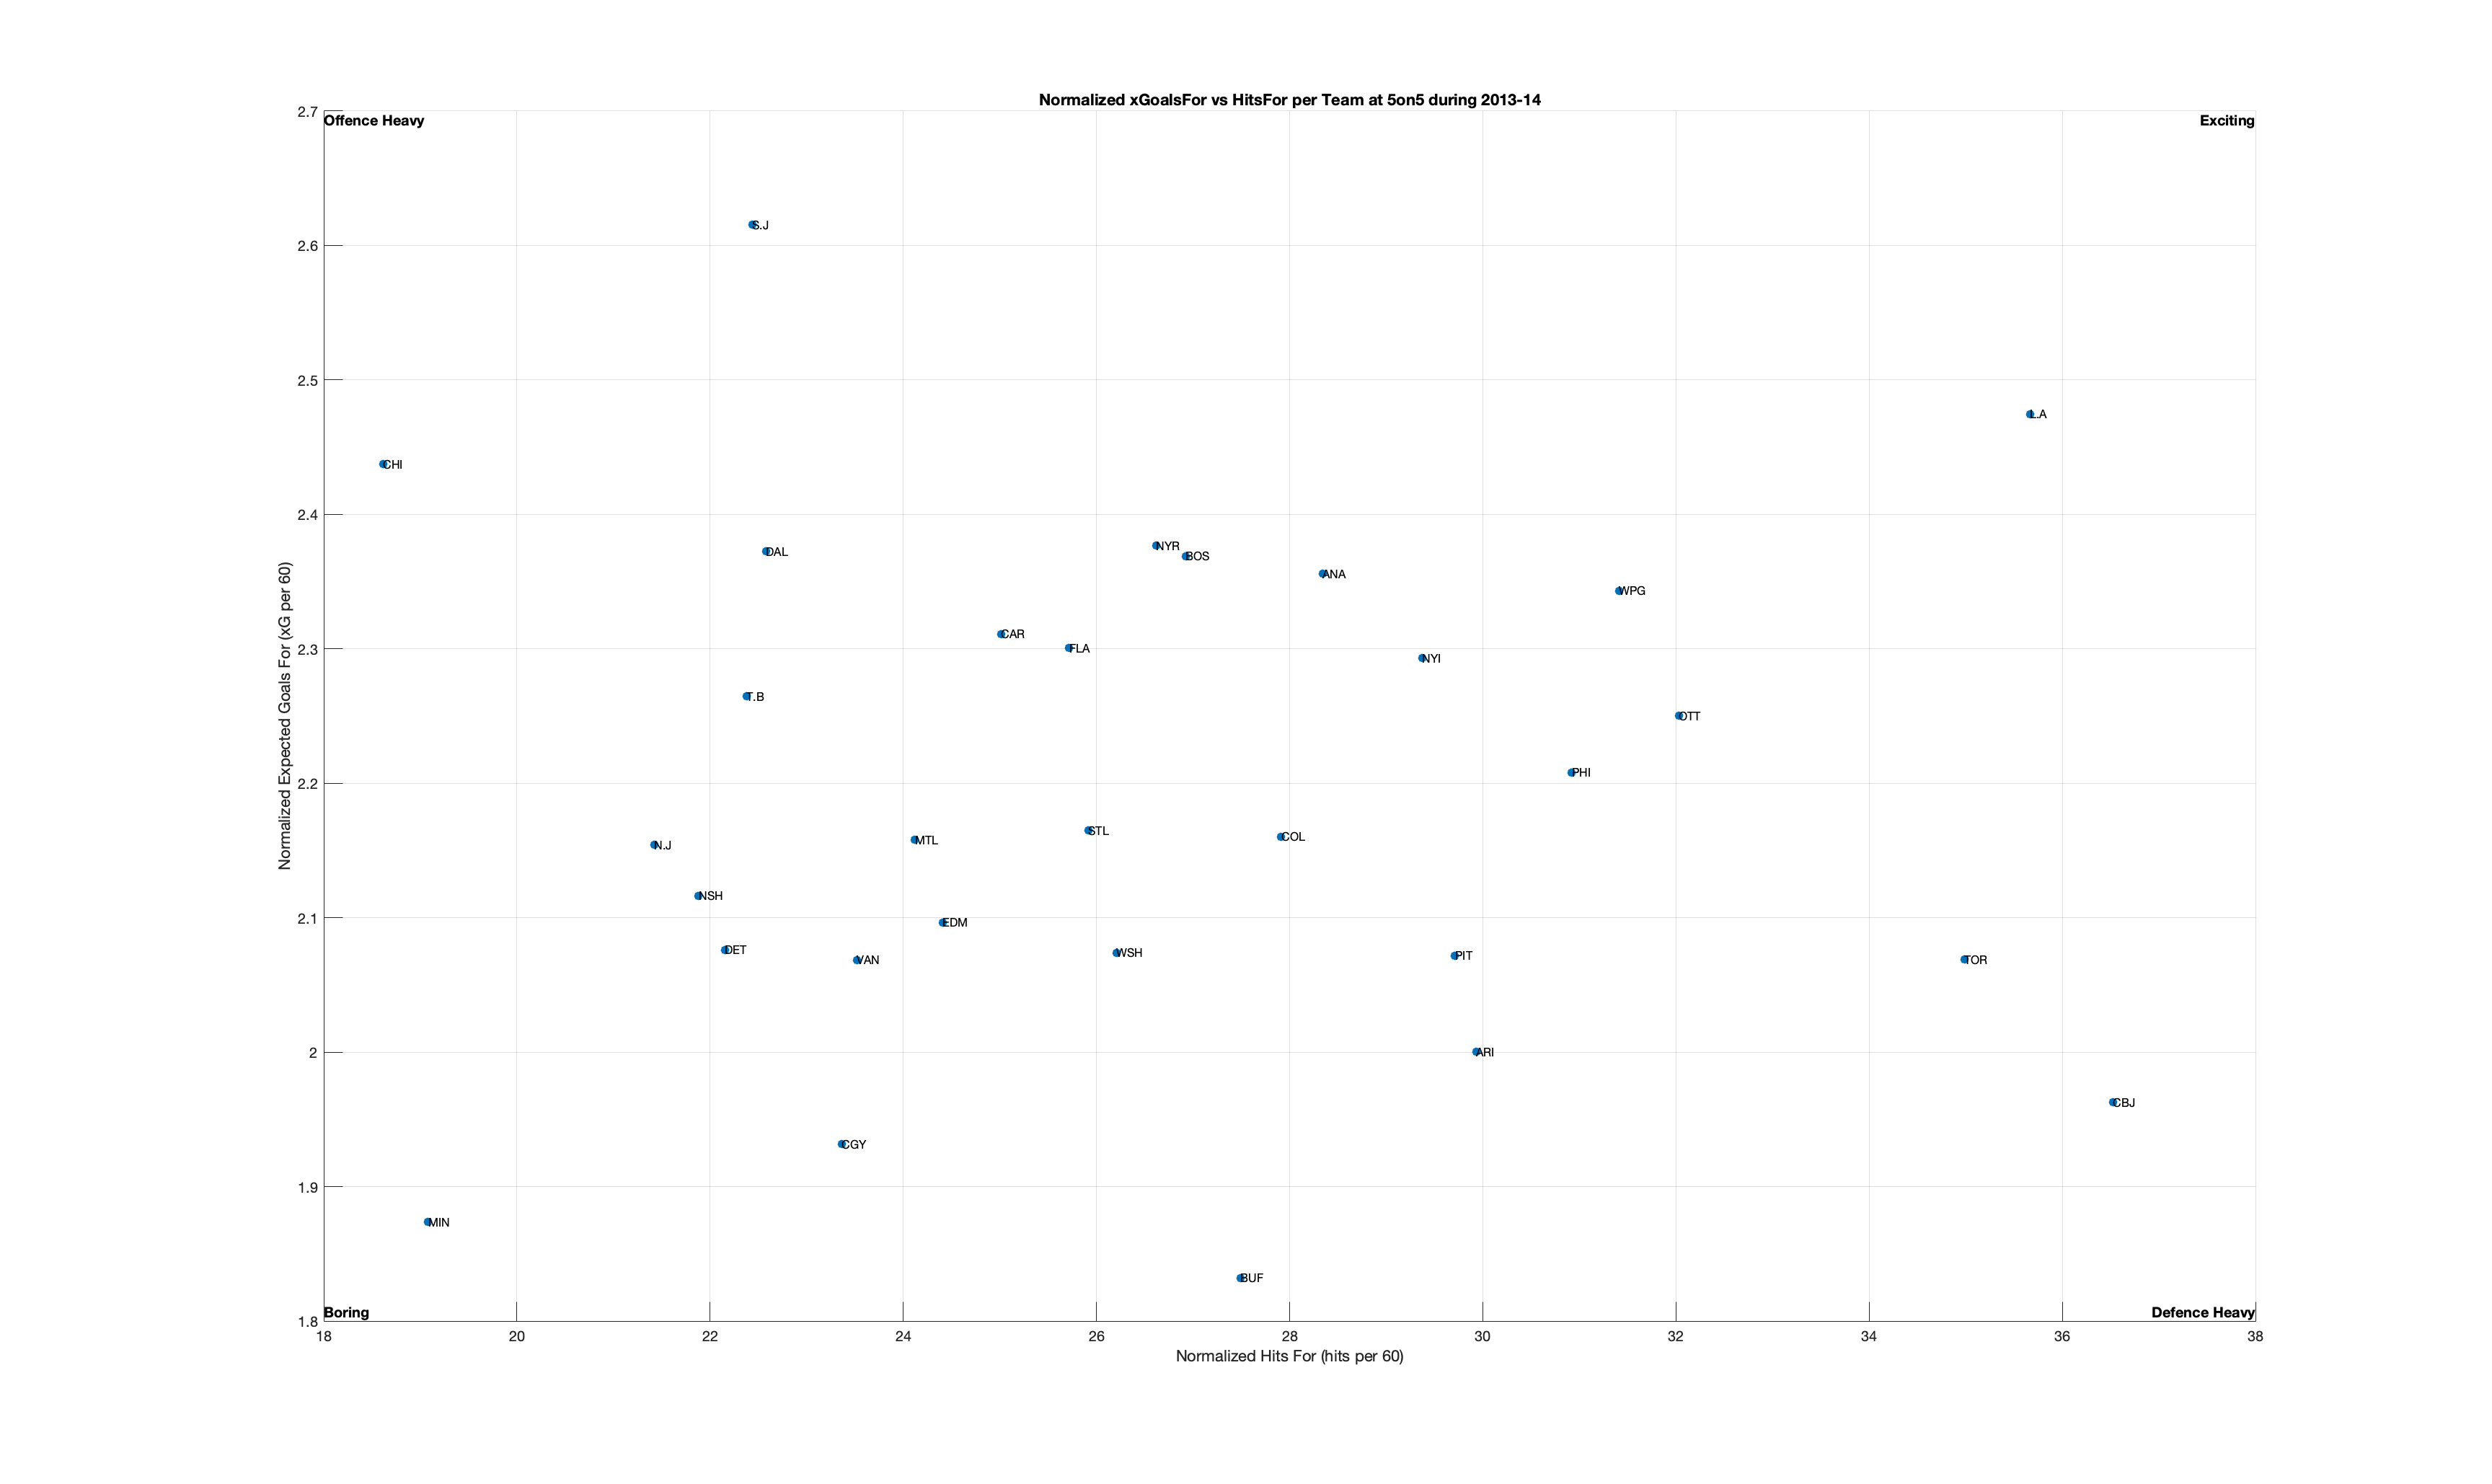 Normalized xGoalsFor vs HitsFor per Team at 5on5 during 2013-14
2.7
Offence Heavy
Exciting
S.J
2.6
2.5
L.A
CHI
2.4
NYR
DAL
BOS
ANA
WPG
CAR
FLA
2.3
NYI
T.B
OTT
PHI
2.2
STL
COL
MTL
N.J
NSH
2.1
EDM
DET
WSH
PIT
VAN
TOR
2
ARI
CBJ
CGY
1.9
MIN
BUF
Boring
Defence Heavy
1.8
18 20 22 24 26 28 30 32 34 36 38
Normalized Hits For (hits per 60)
Normalized Expected Goals For (xG per 60)